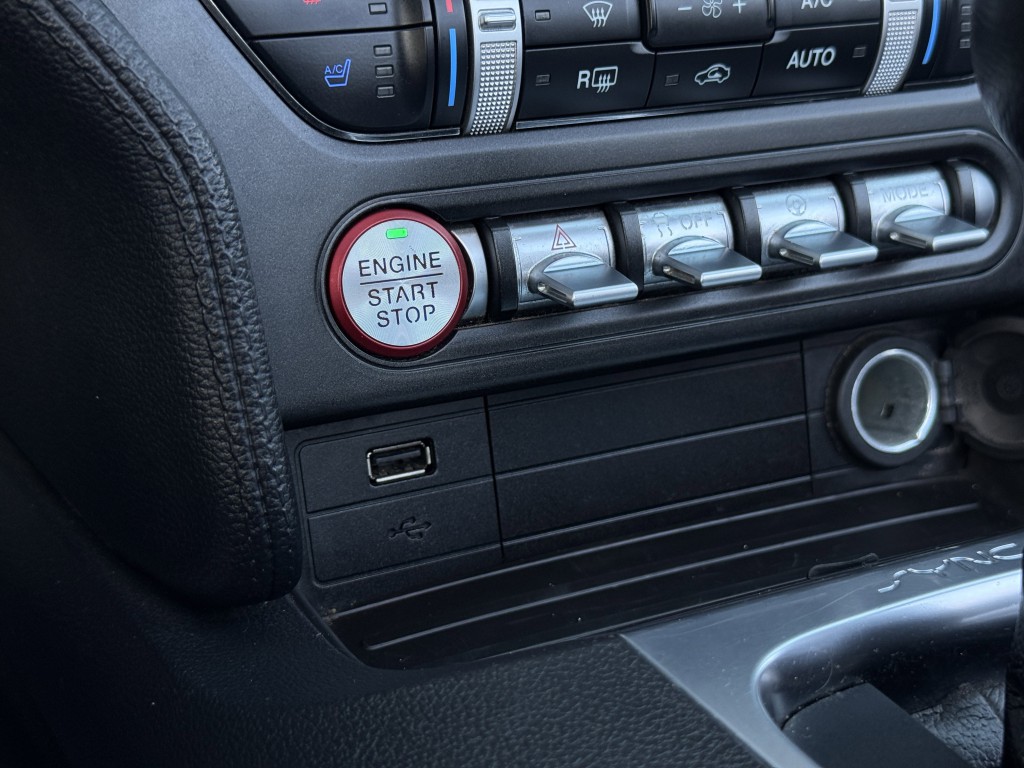 A/C
A/C
R
AUTO
ENGINE
START
STOP
OFF
MODE
SYNC